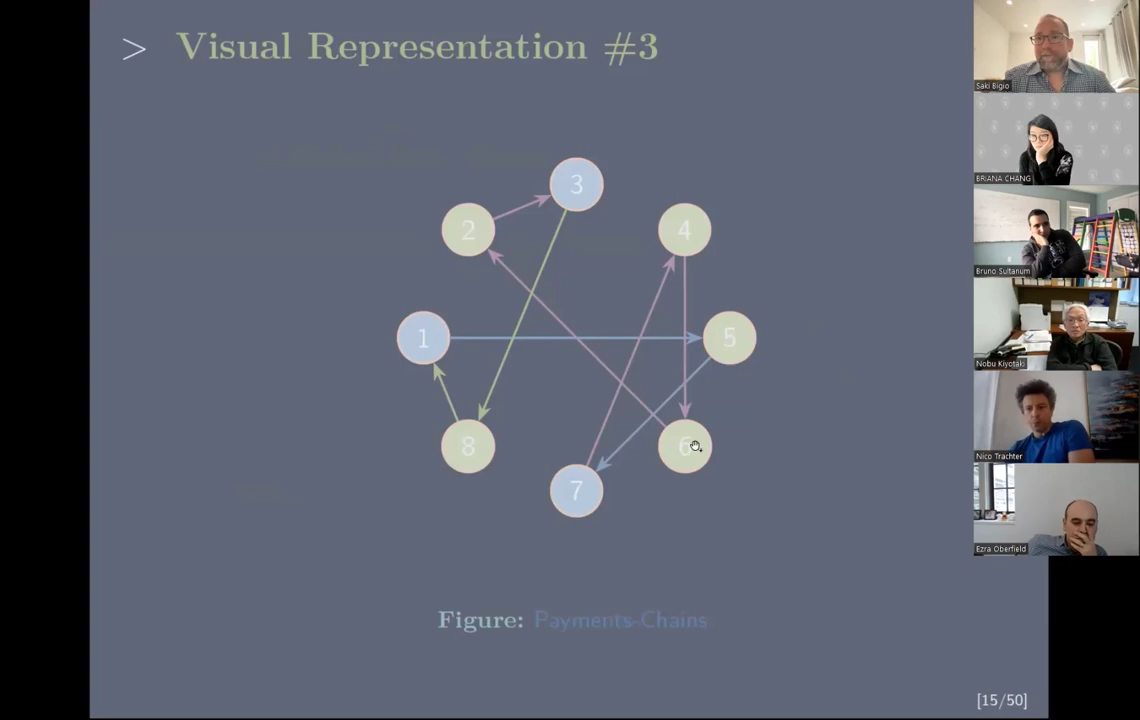 > Visual Representation #3
3
2
4
1
5
8
6
7
Figure: Payments-Chains
[15/50]
Saki Bigio
BRIANA CHANG
Bruno Sultanum
Nobu Kiyotaki
Nico Trachter
Ezra Oberfield